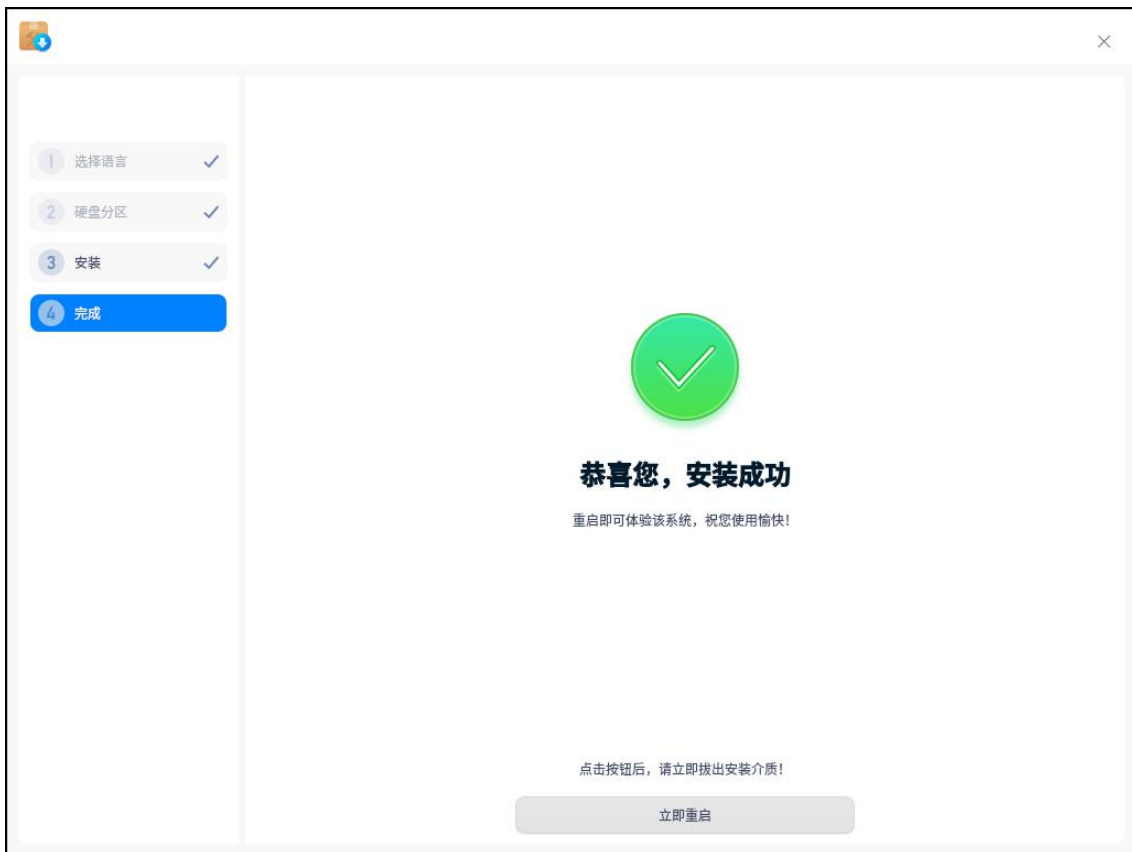 1 选择语言
2 硬盘分区
3 安装
4 完成
恭喜您，安装成功
重启即可体验该系统，祝您使用愉快！
点击按钮后，请立即拔出安装介质！
立即重启